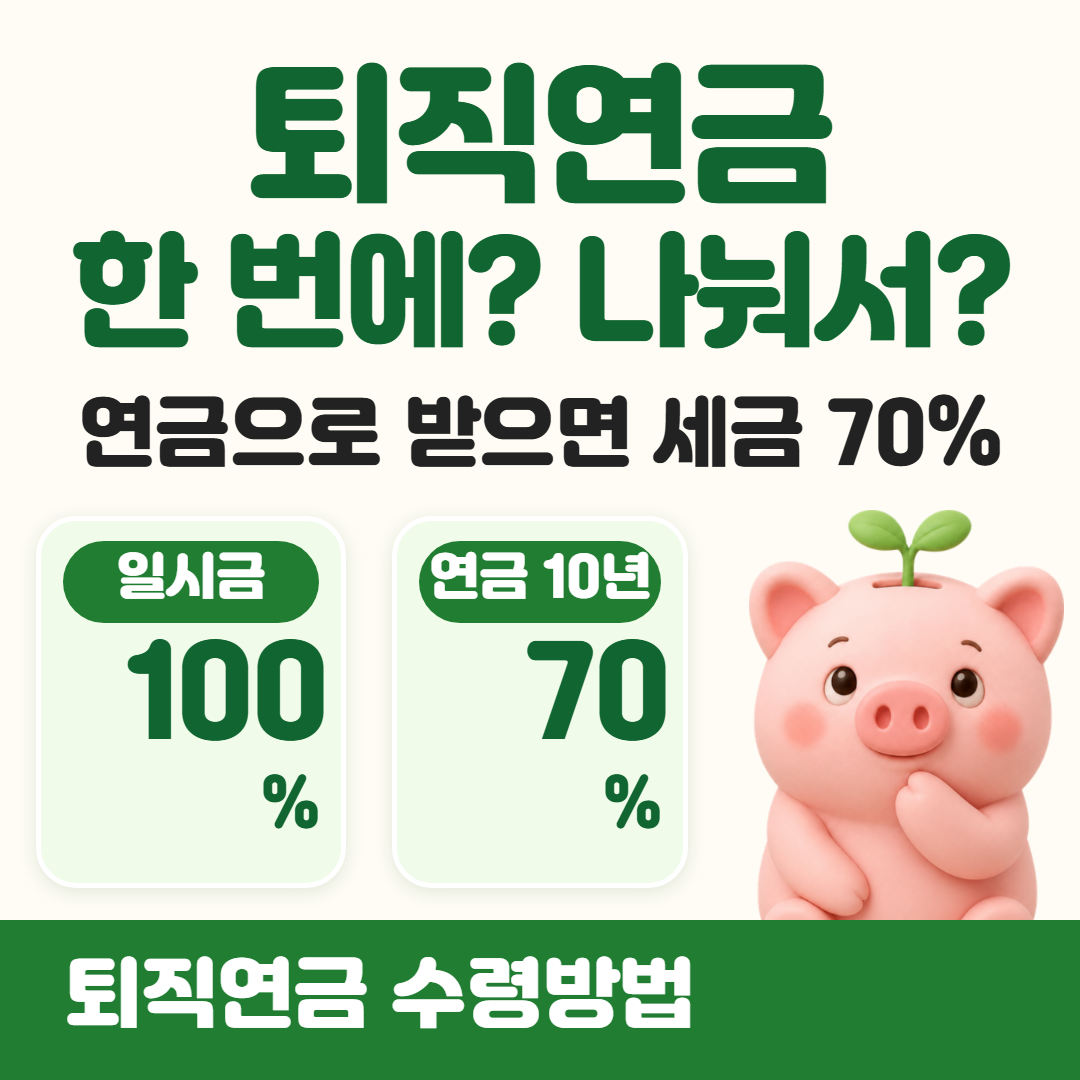 퇴직연금
한 번에? 나눠서?
연금으로 받으면 세금 70%
일시금
100
%
연금 10년
70
%
퇴직연금 수령방법